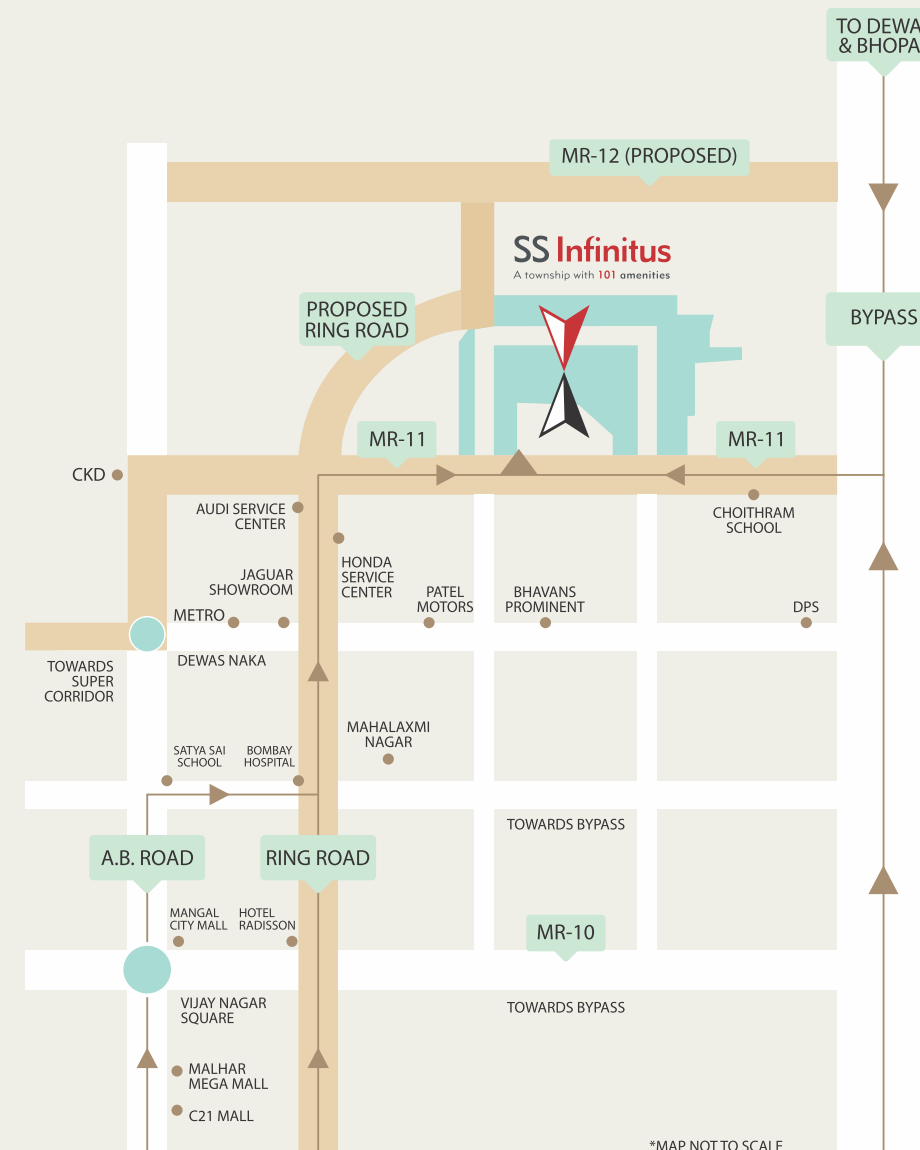 TO DEWA
& BHOPA
MR-12 (PROPOSED)
SS Infinitus
A township with 101 amenities
PROPOSED
RING ROAD
BYPASS
MR-11
MR-11
CKD
AUDI SERVICE
CENTER
CHOITHRAM
SCHOOL
HONDA
SERVICE
CENTER
JAGUAR
SHOWROOM
PATEL
MOTORS
BHAVANS
PROMINENT
DPS
METRO
DEWAS NAKA
TOWARDS
SUPER
CORRIDOR
MAHALAXMI
NAGAR
SATYA SAI
SCHOOL
BOMBAY
HOSPITAL
TOWARDS BYPASS
A.B. ROAD
RING ROAD
MANGAL
CITY MALL
HOTEL
RADISSON
MR-10
VIJAY NAGAR
SQUARE
TOWARDS BYPASS
MALHAR
MEGA MALL
C21 MALL
*MAP NOT TO SCALE